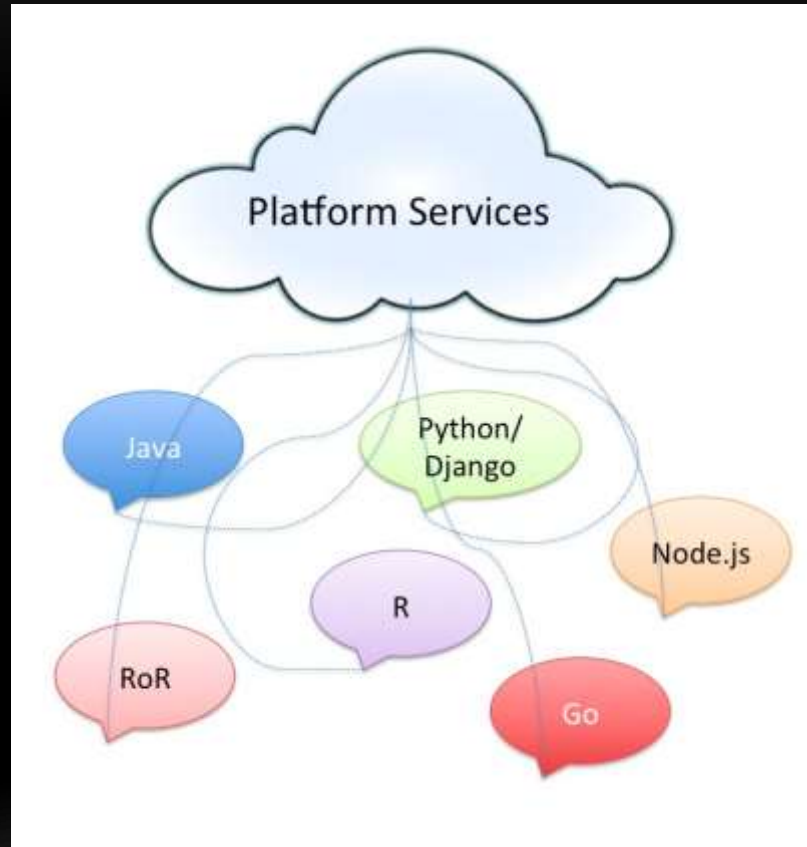 Platform Services
Java
Python/
Django
Node.js
R
RoR
Go